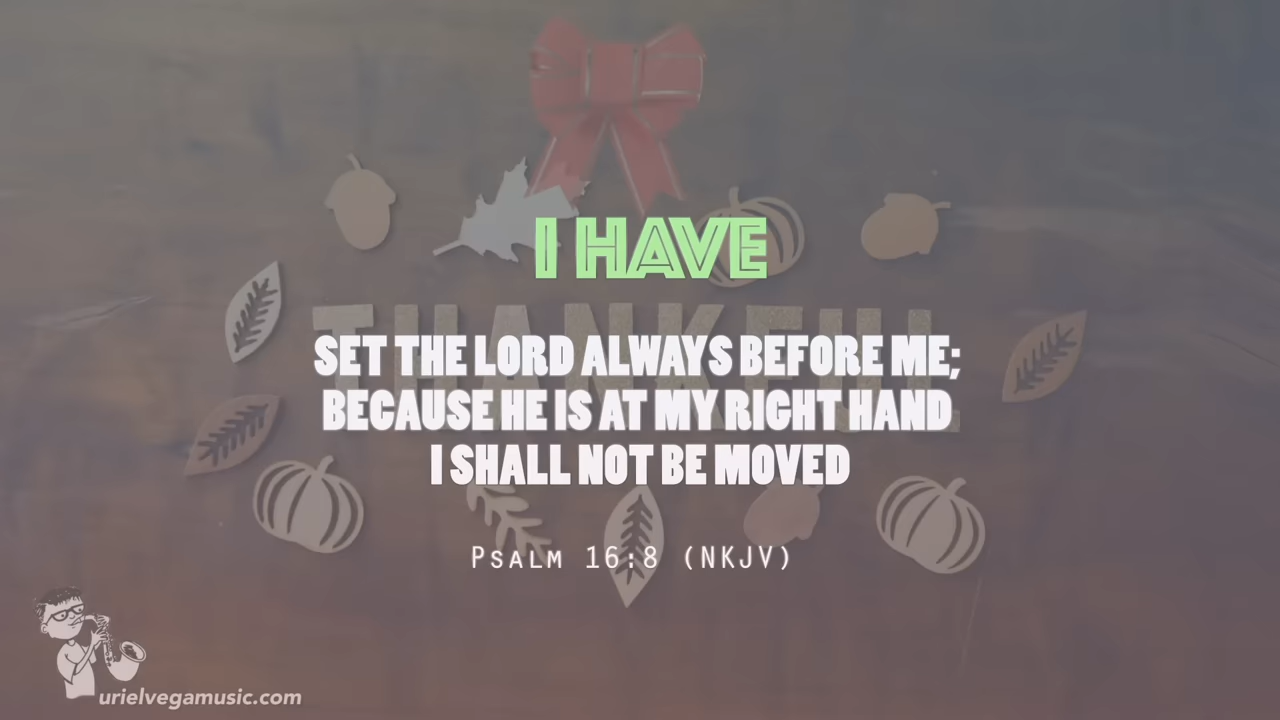 I HAVE
THANKFUL
SET THE LORD ALWAYS BEFORE ME;
BECAUSE HE IS AT MY RIGHT HAND
I SHALL NOT BE MOVED
Psalm 16:8 (NKJV)
urielvegamusic.com